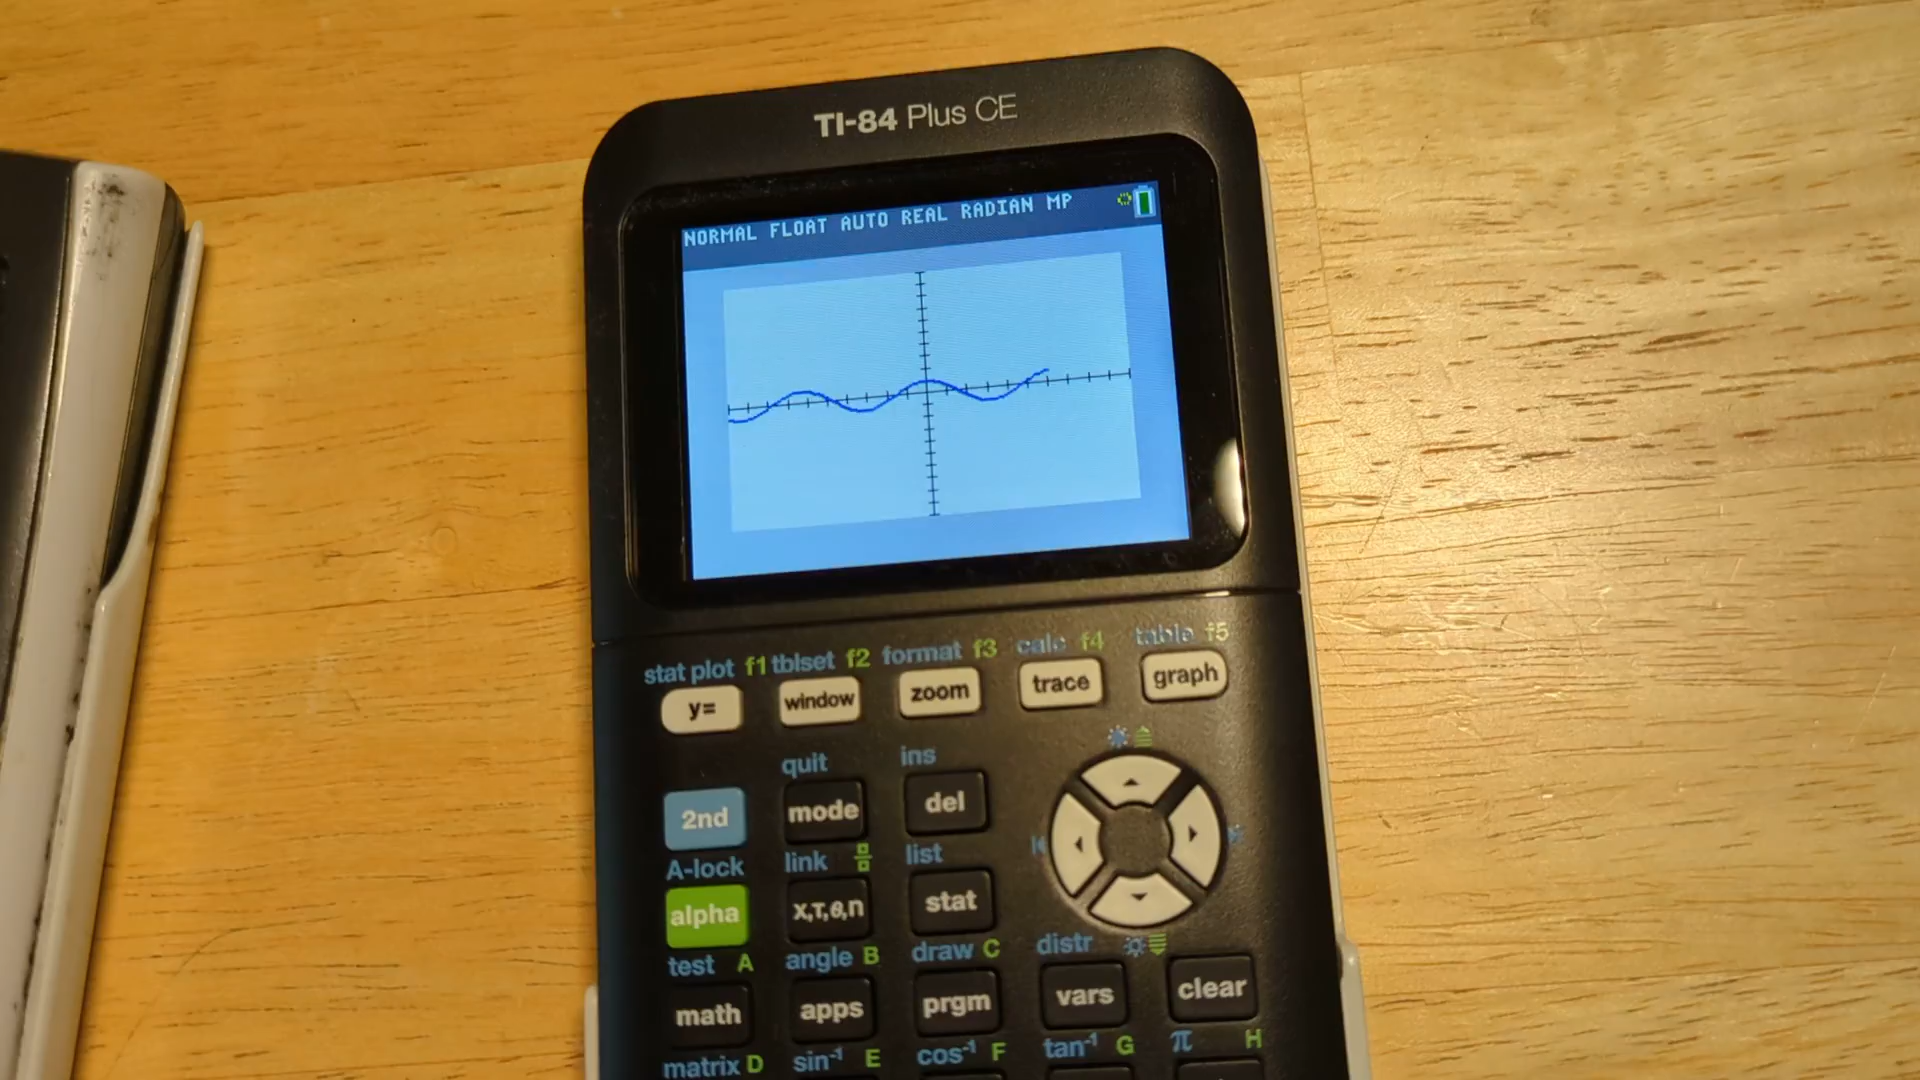 TI-84 Plus CE
NORMAL FLOAT AUTO REAL RADIAN MP
stat plot f1 tblset f2 format f3 calc f4 table f5
y= window zoom trace graph
quit ins
2nd mode del
A-lock link list
alpha X,T,θ,n stat
test A angle B draw C distr
math apps prgm vars clear
matrix D sin⁻¹ E cos⁻¹ F tan⁻¹ G π H